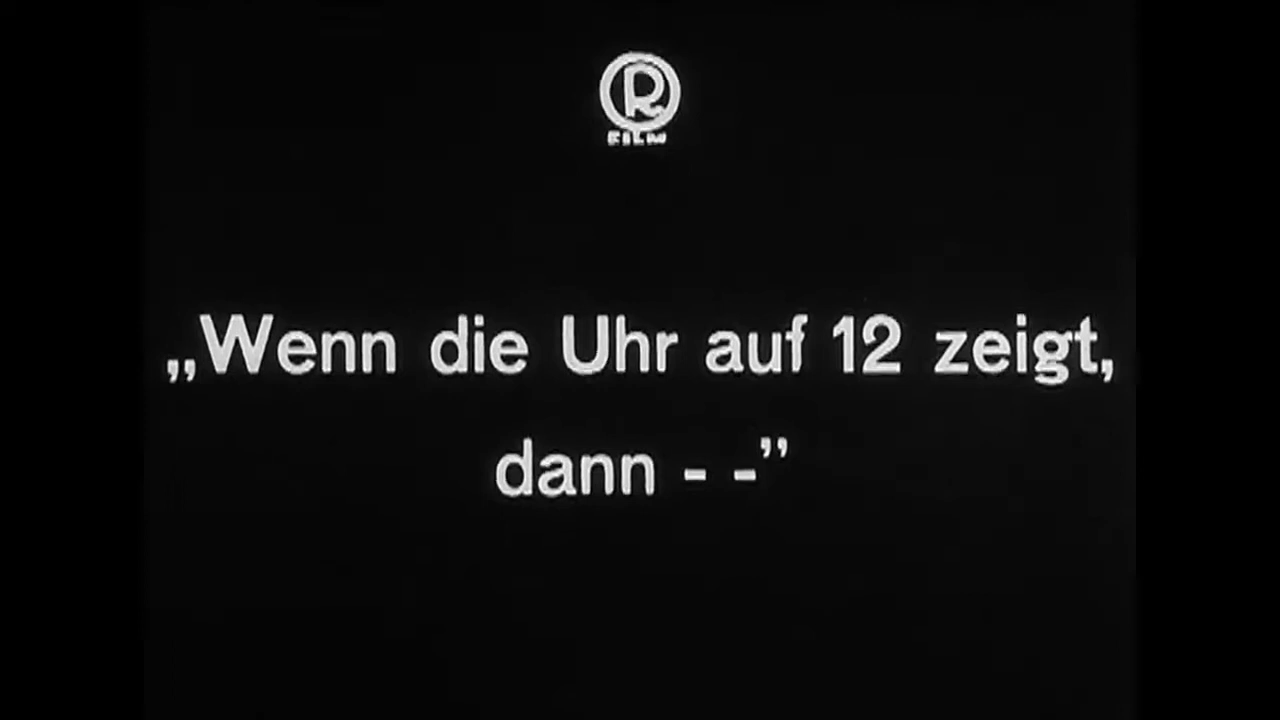 R
FILM
„Wenn die Uhr auf 12 zeigt,
dann - -”